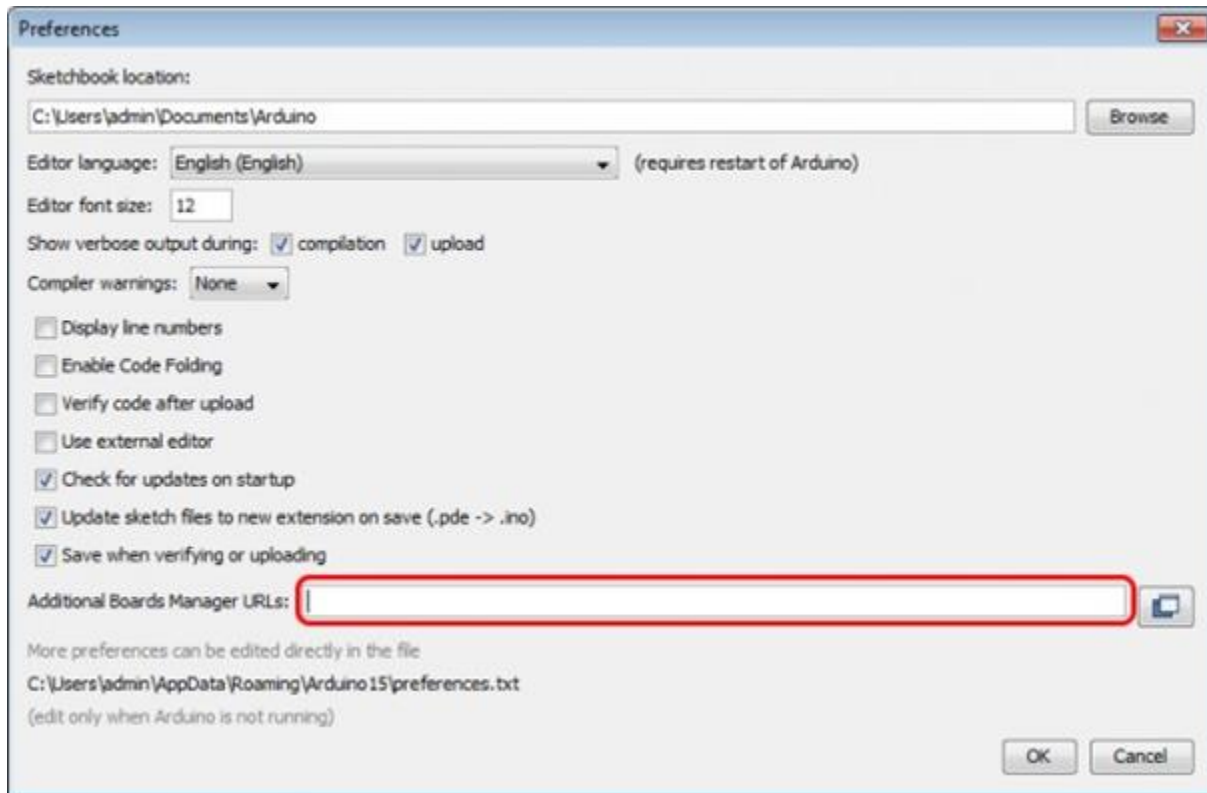 Preferences
Sketchbook location:
C:\Users\admin\Documents\Arduino Browse
Editor language: English (English) (requires restart of Arduino)
Editor font size: 12
Show verbose output during: compilation upload
Compiler warnings: None
Display line numbers
Enable Code Folding
Verify code after upload
Use external editor
Check for updates on startup
Update sketch files to new extension on save (.pde -> .ino)
Save when verifying or uploading
Additional Boards Manager URLs:
More preferences can be edited directly in the file
C:\Users\admin\AppData\Roaming\Arduino15\preferences.txt
(edit only when Arduino is not running)
OK Cancel